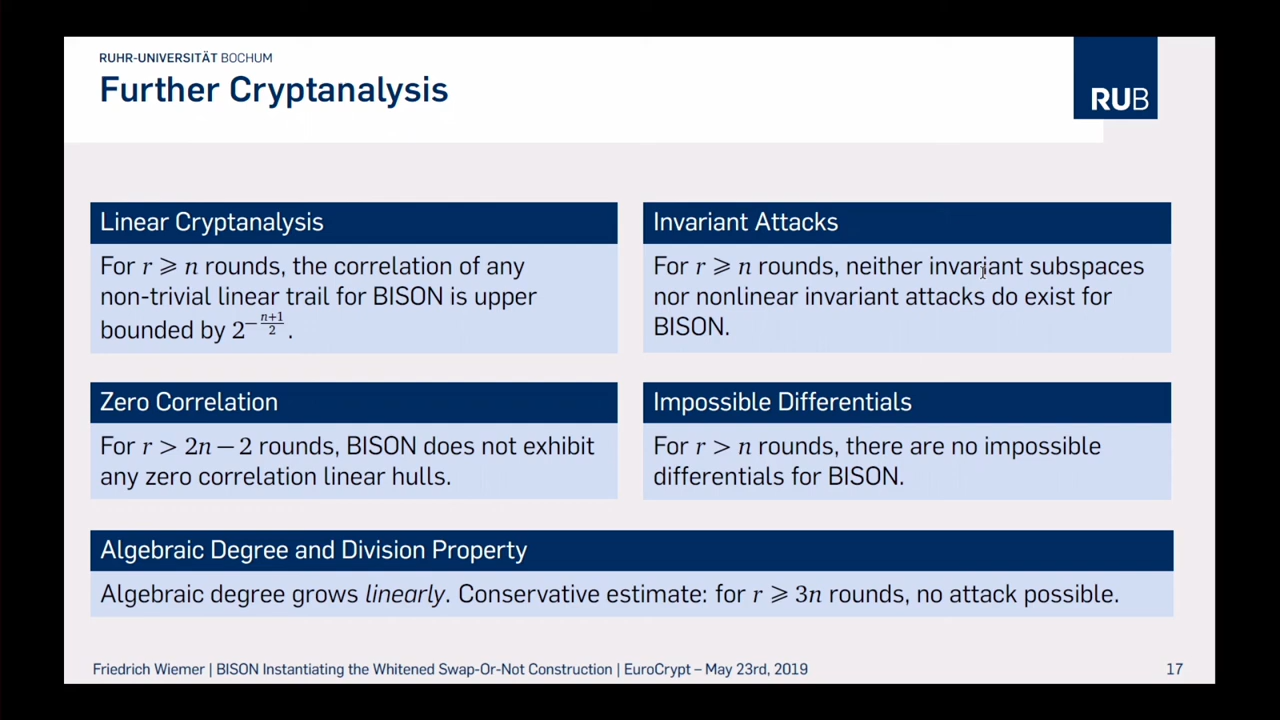 RUHR-UNIVERSITÄT BOCHUM
Further Cryptanalysis
RUB
Linear Cryptanalysis
For r ⩾ n rounds, the correlation of any
non-trivial linear trail for BISON is upper
bounded by 2^{-\frac{n+1}{2}}.
Invariant Attacks
For r ⩾ n rounds, neither invariant subspaces
nor nonlinear invariant attacks do exist for
BISON.
Zero Correlation
For r > 2n − 2 rounds, BISON does not exhibit
any zero correlation linear hulls.
Impossible Differentials
For r > n rounds, there are no impossible
differentials for BISON.
Algebraic Degree and Division Property
Algebraic degree grows linearly. Conservative estimate: for r ⩾ 3n rounds, no attack possible.
Friedrich Wiemer | BISON Instantiating the Whitened Swap-Or-Not Construction | EuroCrypt – May 23rd, 2019
17